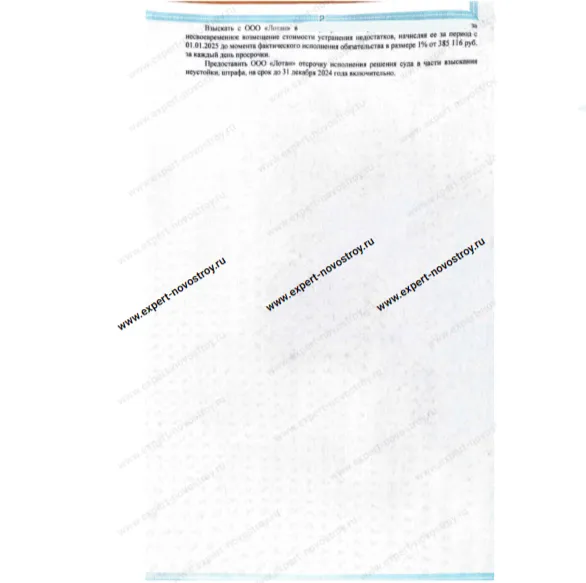 Взыскать с ООО «Лотан» в за
несвоевременное возмещение стоимости устранения недостатков, начисляя ее за период с
01.01.2025 до момента фактического исполнения обязательства в размере 1% от 385 116 руб.
за каждый день просрочки.
Предоставить ООО «Лотан» отсрочку исполнения решения суда в части взыскания
неустойки, штрафа, на срок до 31 декабря 2024 года включительно.
www.expert-novostroy.ru
www.expert-novostroy.ru
www.expert-novostroy.ru